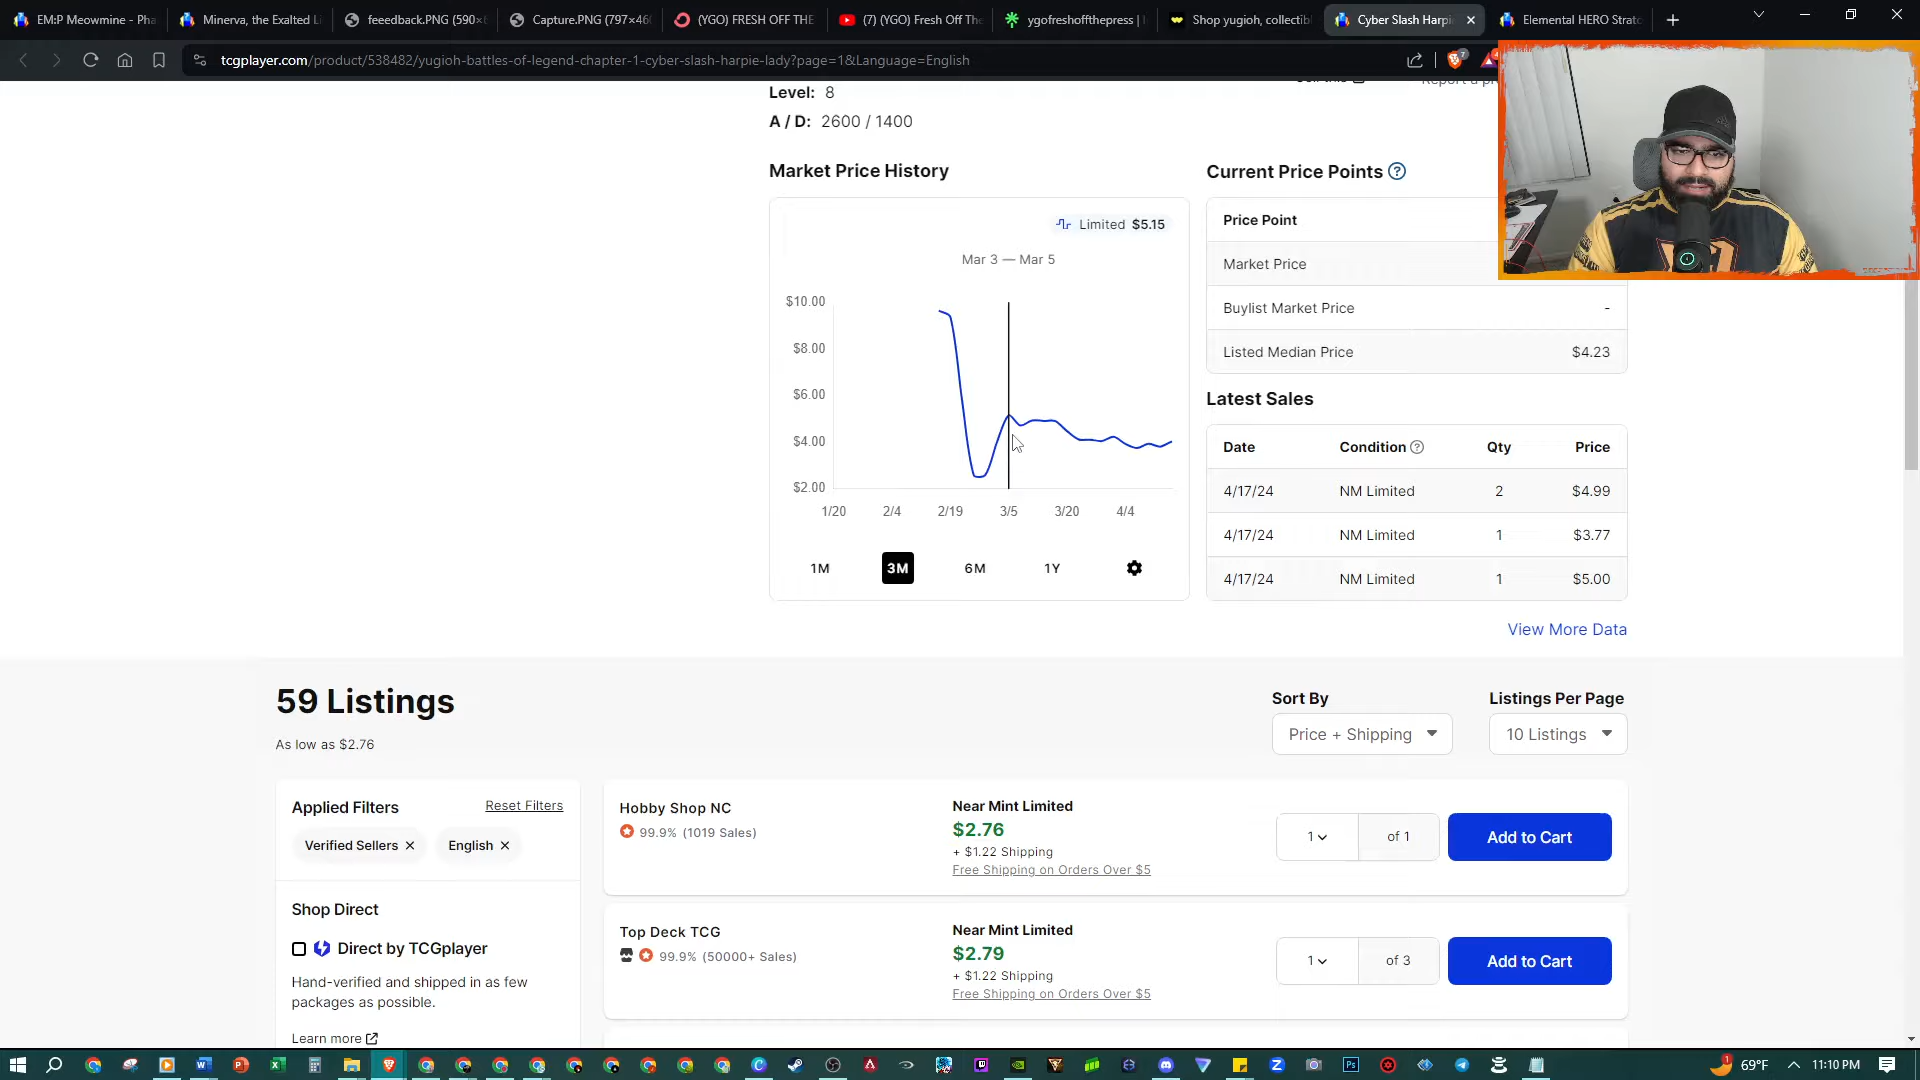 EM:P Meowmine - Pha
Minerva, the Exalted Li
feeedback.PNG (590×
Capture.PNG (797×46
(YGO) FRESH OFF THE
(7) (YGO) Fresh Off The
ygofreshoffthepress |
Shop yugioh, collectib
Cyber Slash Harpi
Elemental HERO Strato
tcgplayer.com/product/538482/yugioh-battles-of-legend-chapter-1-cyber-slash-harpie-lady?page=1&Language=English
7
Level: 8
A / D: 2600 / 1400
Market Price History
Limited $5.15
Mar 3 — Mar 5
$10.00
$8.00
$6.00
$4.00
$2.00
1/20 2/4 2/19 3/5 3/20 4/4
1M 3M 6M 1Y
Current Price Points
Price Point
Market Price
Buylist Market Price -
Listed Median Price $4.23
Latest Sales
Date Condition Qty Price
4/17/24 NM Limited 2 $4.99
4/17/24 NM Limited 1 $3.77
4/17/24 NM Limited 1 $5.00
View More Data
59 Listings
As low as $2.76
Sort By
Price + Shipping
Listings Per Page
10 Listings
Applied Filters Reset Filters
Verified Sellers English
Shop Direct
Direct by TCGplayer
Hand-verified and shipped in as few
packages as possible.
Learn more
Hobby Shop NC
99.9% (1019 Sales)
Near Mint Limited
$2.76
+ $1.22 Shipping
Free Shipping on Orders Over $5
1 of 1
Add to Cart
Top Deck TCG
99.9% (50000+ Sales)
Near Mint Limited
$2.79
+ $1.22 Shipping
Free Shipping on Orders Over $5
1 of 3
Add to Cart
69°F
11:10 PM